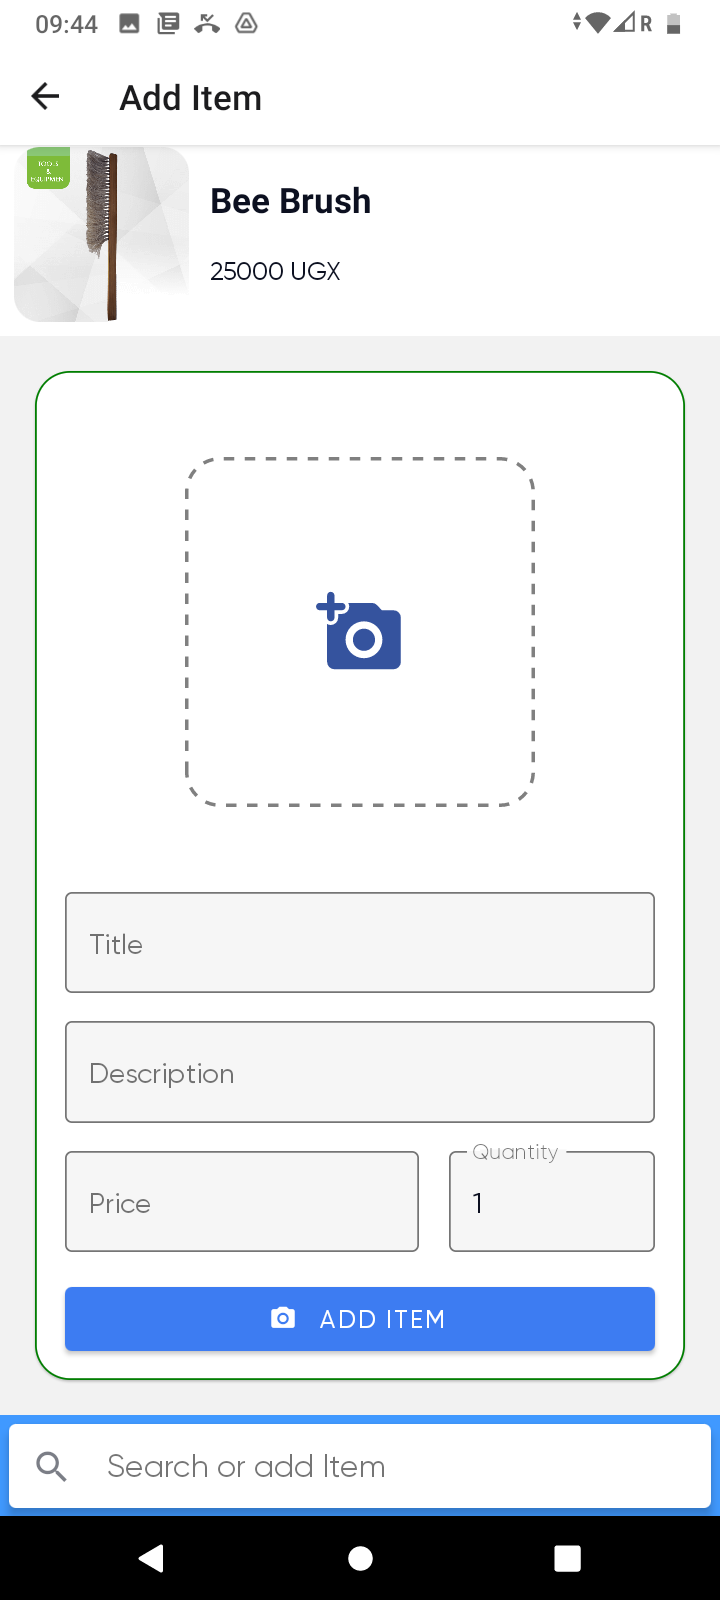 09:44
R
Add Item
TOOLS
&
EQUIPMEN
Bee Brush
25000 UGX
Title
Description
Quantity
Price
1
ADD ITEM
Search or add Item